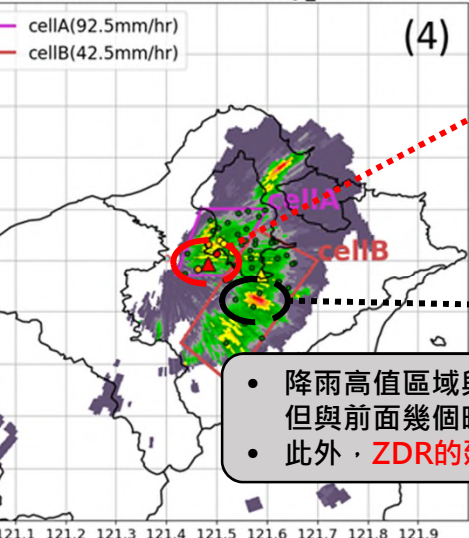 cellA(92.5mm/hr)
cellB(42.5mm/hr)
(4)
cellA
cellB
• 降雨高值區域
但與前面幾個
• 此外，ZDR的
121.1 121.2 121.3 121.4 121.5 121.6 121.7 121.8 121.9